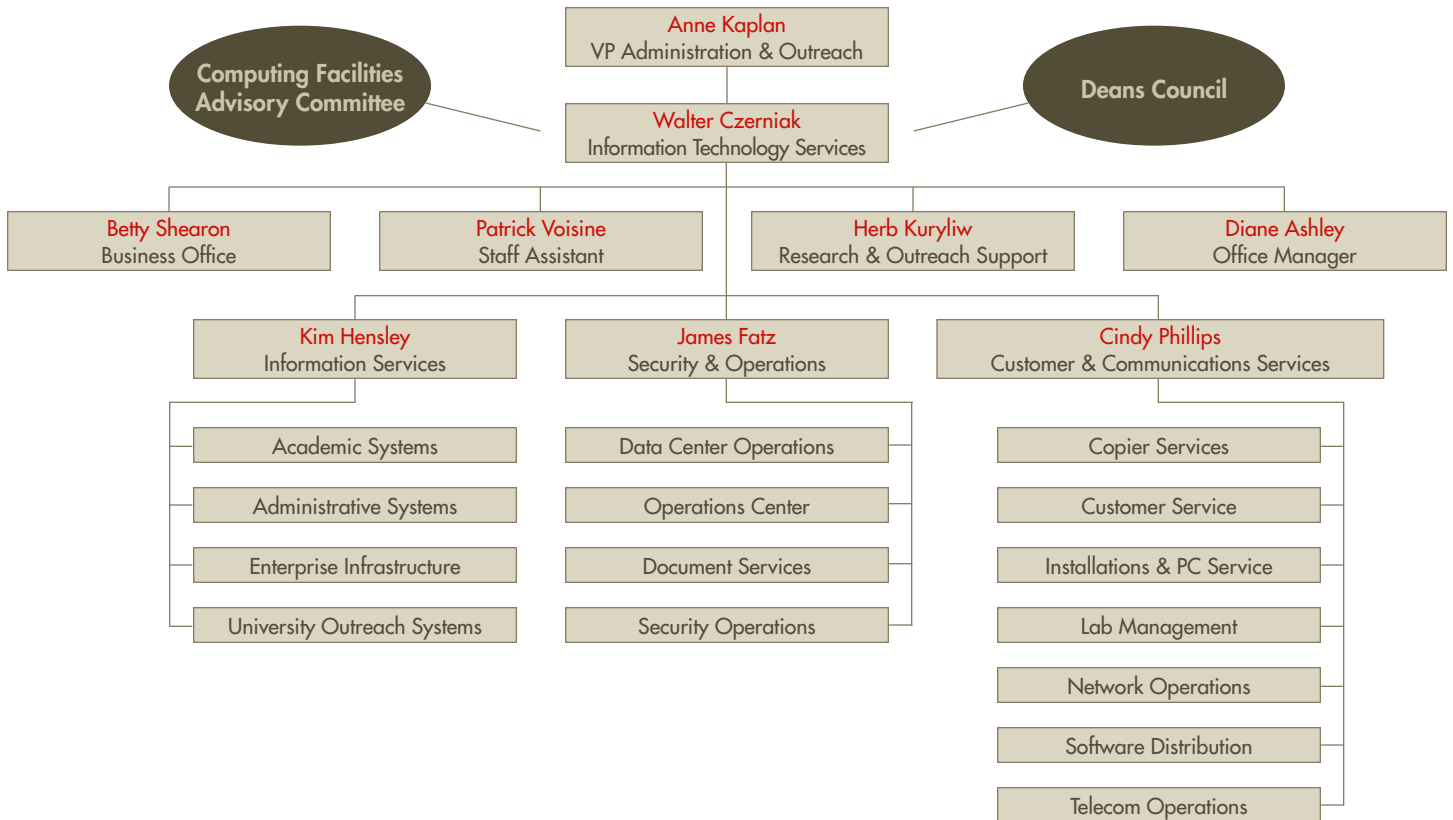 Anne Kaplan
VP Administration & Outreach
Computing Facilities
Advisory Committee
Deans Council
Walter Czerniak
Information Technology Services
Betty Shearon
Business Office
Patrick Voisine
Staff Assistant
Herb Kuryliw
Research & Outreach Support
Diane Ashley
Office Manager
Kim Hensley
Information Services
James Fatz
Security & Operations
Cindy Phillips
Customer & Communications Services
Academic Systems
Administrative Systems
Enterprise Infrastructure
University Outreach Systems
Data Center Operations
Operations Center
Document Services
Security Operations
Copier Services
Customer Service
Installations & PC Service
Lab Management
Network Operations
Software Distribution
Telecom Operations